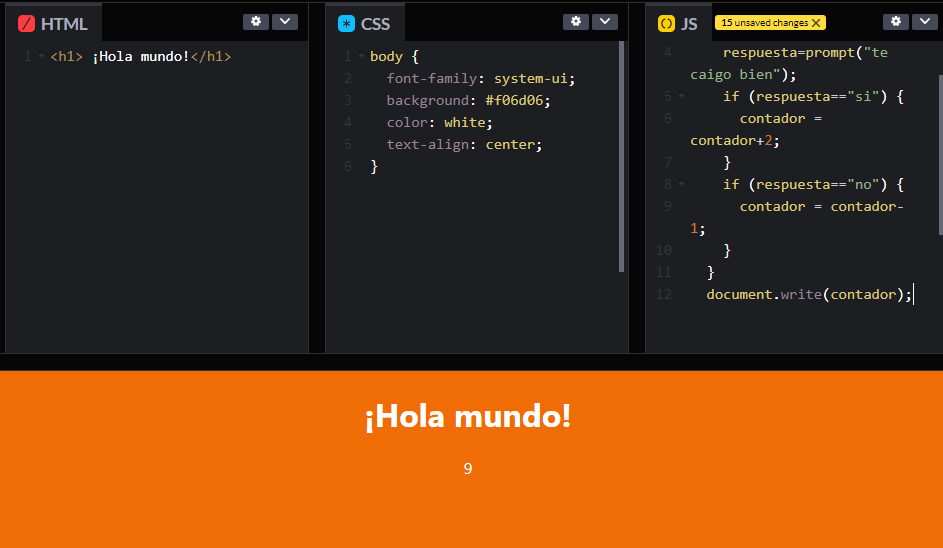 HTML
1 <h1> ¡Hola mundo!</h1>
CSS
1 body {
2 font-family: system-ui;
3 background: #f06d06;
4 color: white;
5 text-align: center;
6 }
JS 15 unsaved changes X
4 respuesta=prompt("te
caigo bien");
5 if (respuesta=="si") {
6 contador =
contador+2;
7 }
8 if (respuesta=="no") {
9 contador = contador-
1;
10 }
11 }
12 document.write(contador);
¡Hola mundo!
9